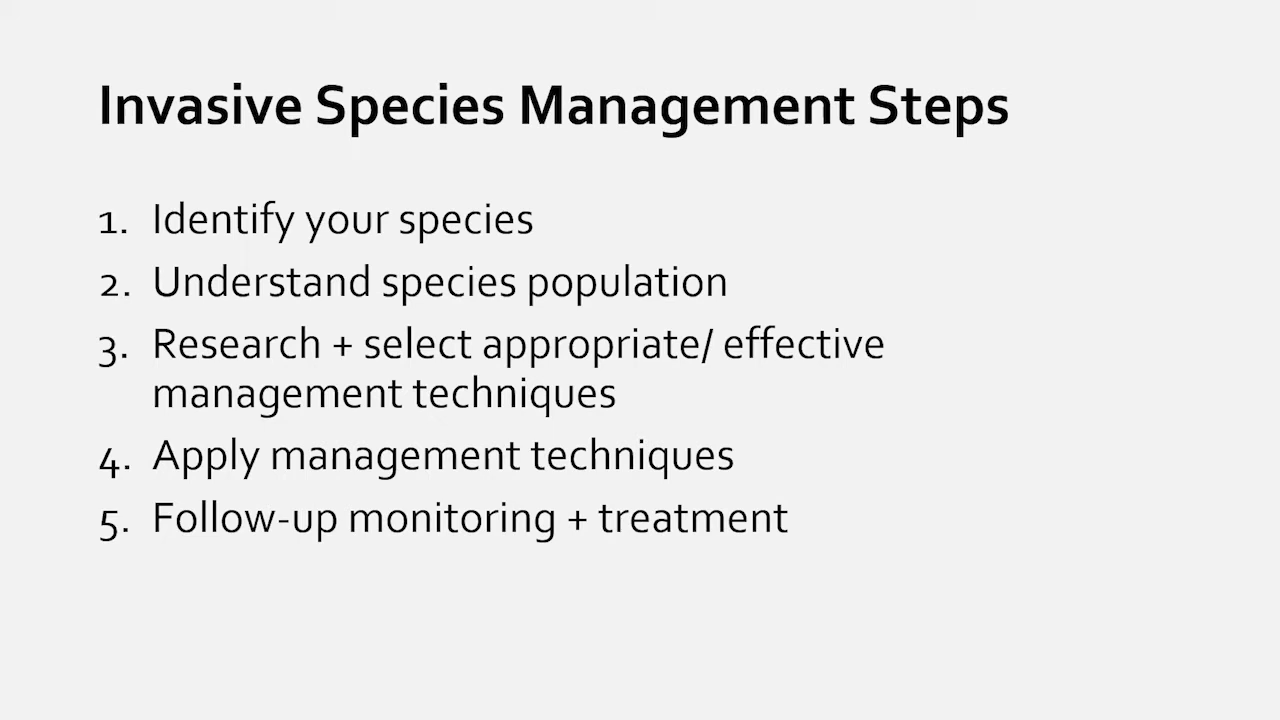 Invasive Species Management Steps
1. Identify your species
2. Understand species population
3. Research + select appropriate/ effective
management techniques
4. Apply management techniques
5. Follow-up monitoring + treatment